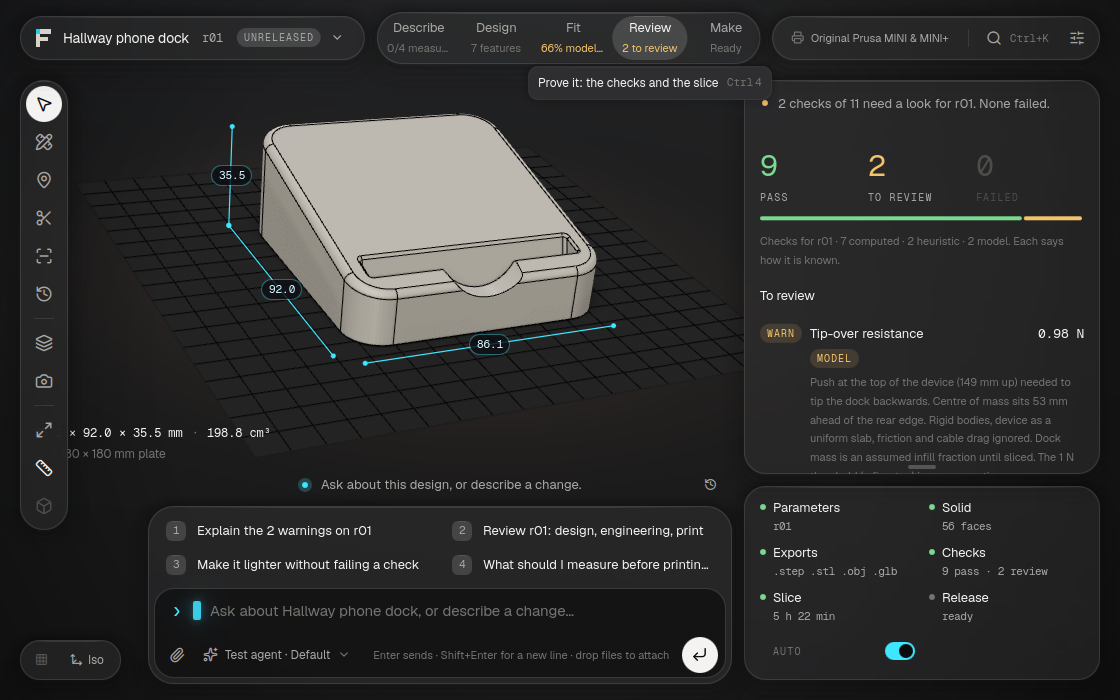 Hallway phone dock r01 UNRELEASED
Describe Design Fit Review Make
0/4 measu... 7 features 66% model... 2 to review Ready
Original Prusa MINI & MINI+ Ctrl+K
Prove it: the checks and the slice Ctrl 4
2 checks of 11 need a look for r01. None failed.
9 2 0
PASS TO REVIEW FAILED
Checks for r01 · 7 computed · 2 heuristic · 2 model. Each says
how it is known.
To review
WARN Tip-over resistance 0.98 N
MODEL
Push at the top of the device (149 mm up) needed to
tip the dock backwards. Centre of mass sits 53 mm
ahead of the rear edge. Rigid bodies, device as a
uniform slab, friction and cable drag ignored. Dock
mass is an assumed infill fraction until sliced. The 1 N
35.5
92.0
86.1
× 92.0 × 35.5 mm · 198.8 cm³
× 180 mm plate
Ask about this design, or describe a change.
1 Explain the 2 warnings on r01
2 Review r01: design, engineering, print
3 Make it lighter without failing a check
4 What should I measure before printin...
Ask about Hallway phone dock, or describe a change...
Test agent · Default Enter sends · Shift+Enter for a new line · drop files to attach
Iso
Parameters Solid
r01 56 faces
Exports Checks
.step .stl .obj .glb 9 pass · 2 review
Slice Release
5 h 22 min ready
AUTO